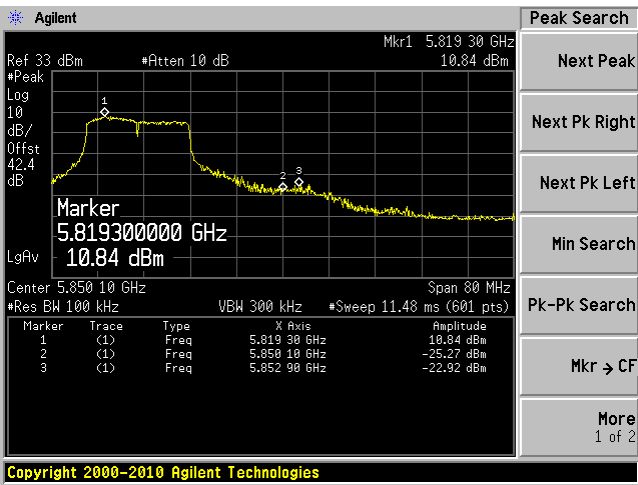 Agilent
Peak Search
Mkr1 5.819 30 GHz
Ref 33 dBm #Atten 10 dB 10.84 dBm
#Peak
Log
10
dB/
Offst
42.4
dB
LgAv
1
2
3
Marker
5.819300000 GHz
10.84 dBm
Center 5.850 10 GHz Span 80 MHz
#Res BW 100 kHz VBW 300 kHz #Sweep 11.48 ms (601 pts)
Marker Trace Type X Axis Amplitude
1 (1) Freq 5.819 30 GHz 10.84 dBm
2 (1) Freq 5.850 10 GHz -25.27 dBm
3 (1) Freq 5.852 90 GHz -22.92 dBm
Next Peak
Next Pk Right
Next Pk Left
Min Search
Pk-Pk Search
Mkr → CF
More
1 of 2
Copyright 2000-2010 Agilent Technologies